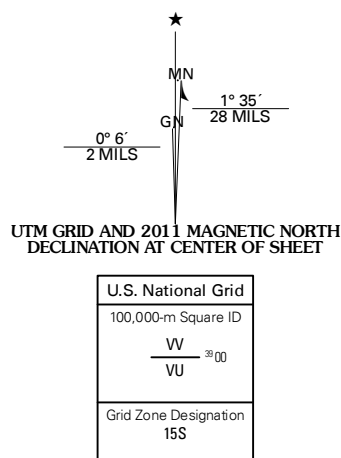 ★
MN
1° 35´
28 MILS
GN
0° 6´
2 MILS
UTM GRID AND 2011 MAGNETIC NORTH
DECLINATION AT CENTER OF SHEET
U.S. National Grid
100,000-m Square ID
VV
3900
VU
Grid Zone Designation
15S